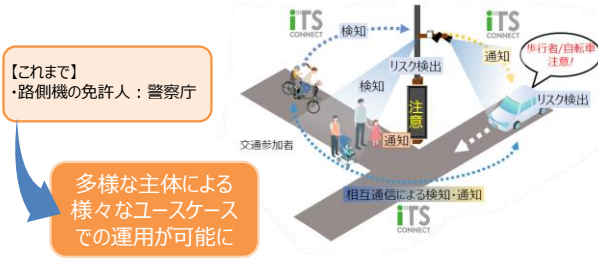 【これまで】
・路側機の免許人：警察庁
多様な主体による
様々なユースケース
での運用が可能に
iTS
CONNECT
検知
iTS
CONNECT
通知
歩行者/自転車
注意!
リスク検出
検知
リスク検出
注意
通知
交通参加者
相互通信による検知・通知
iTS
CONNECT